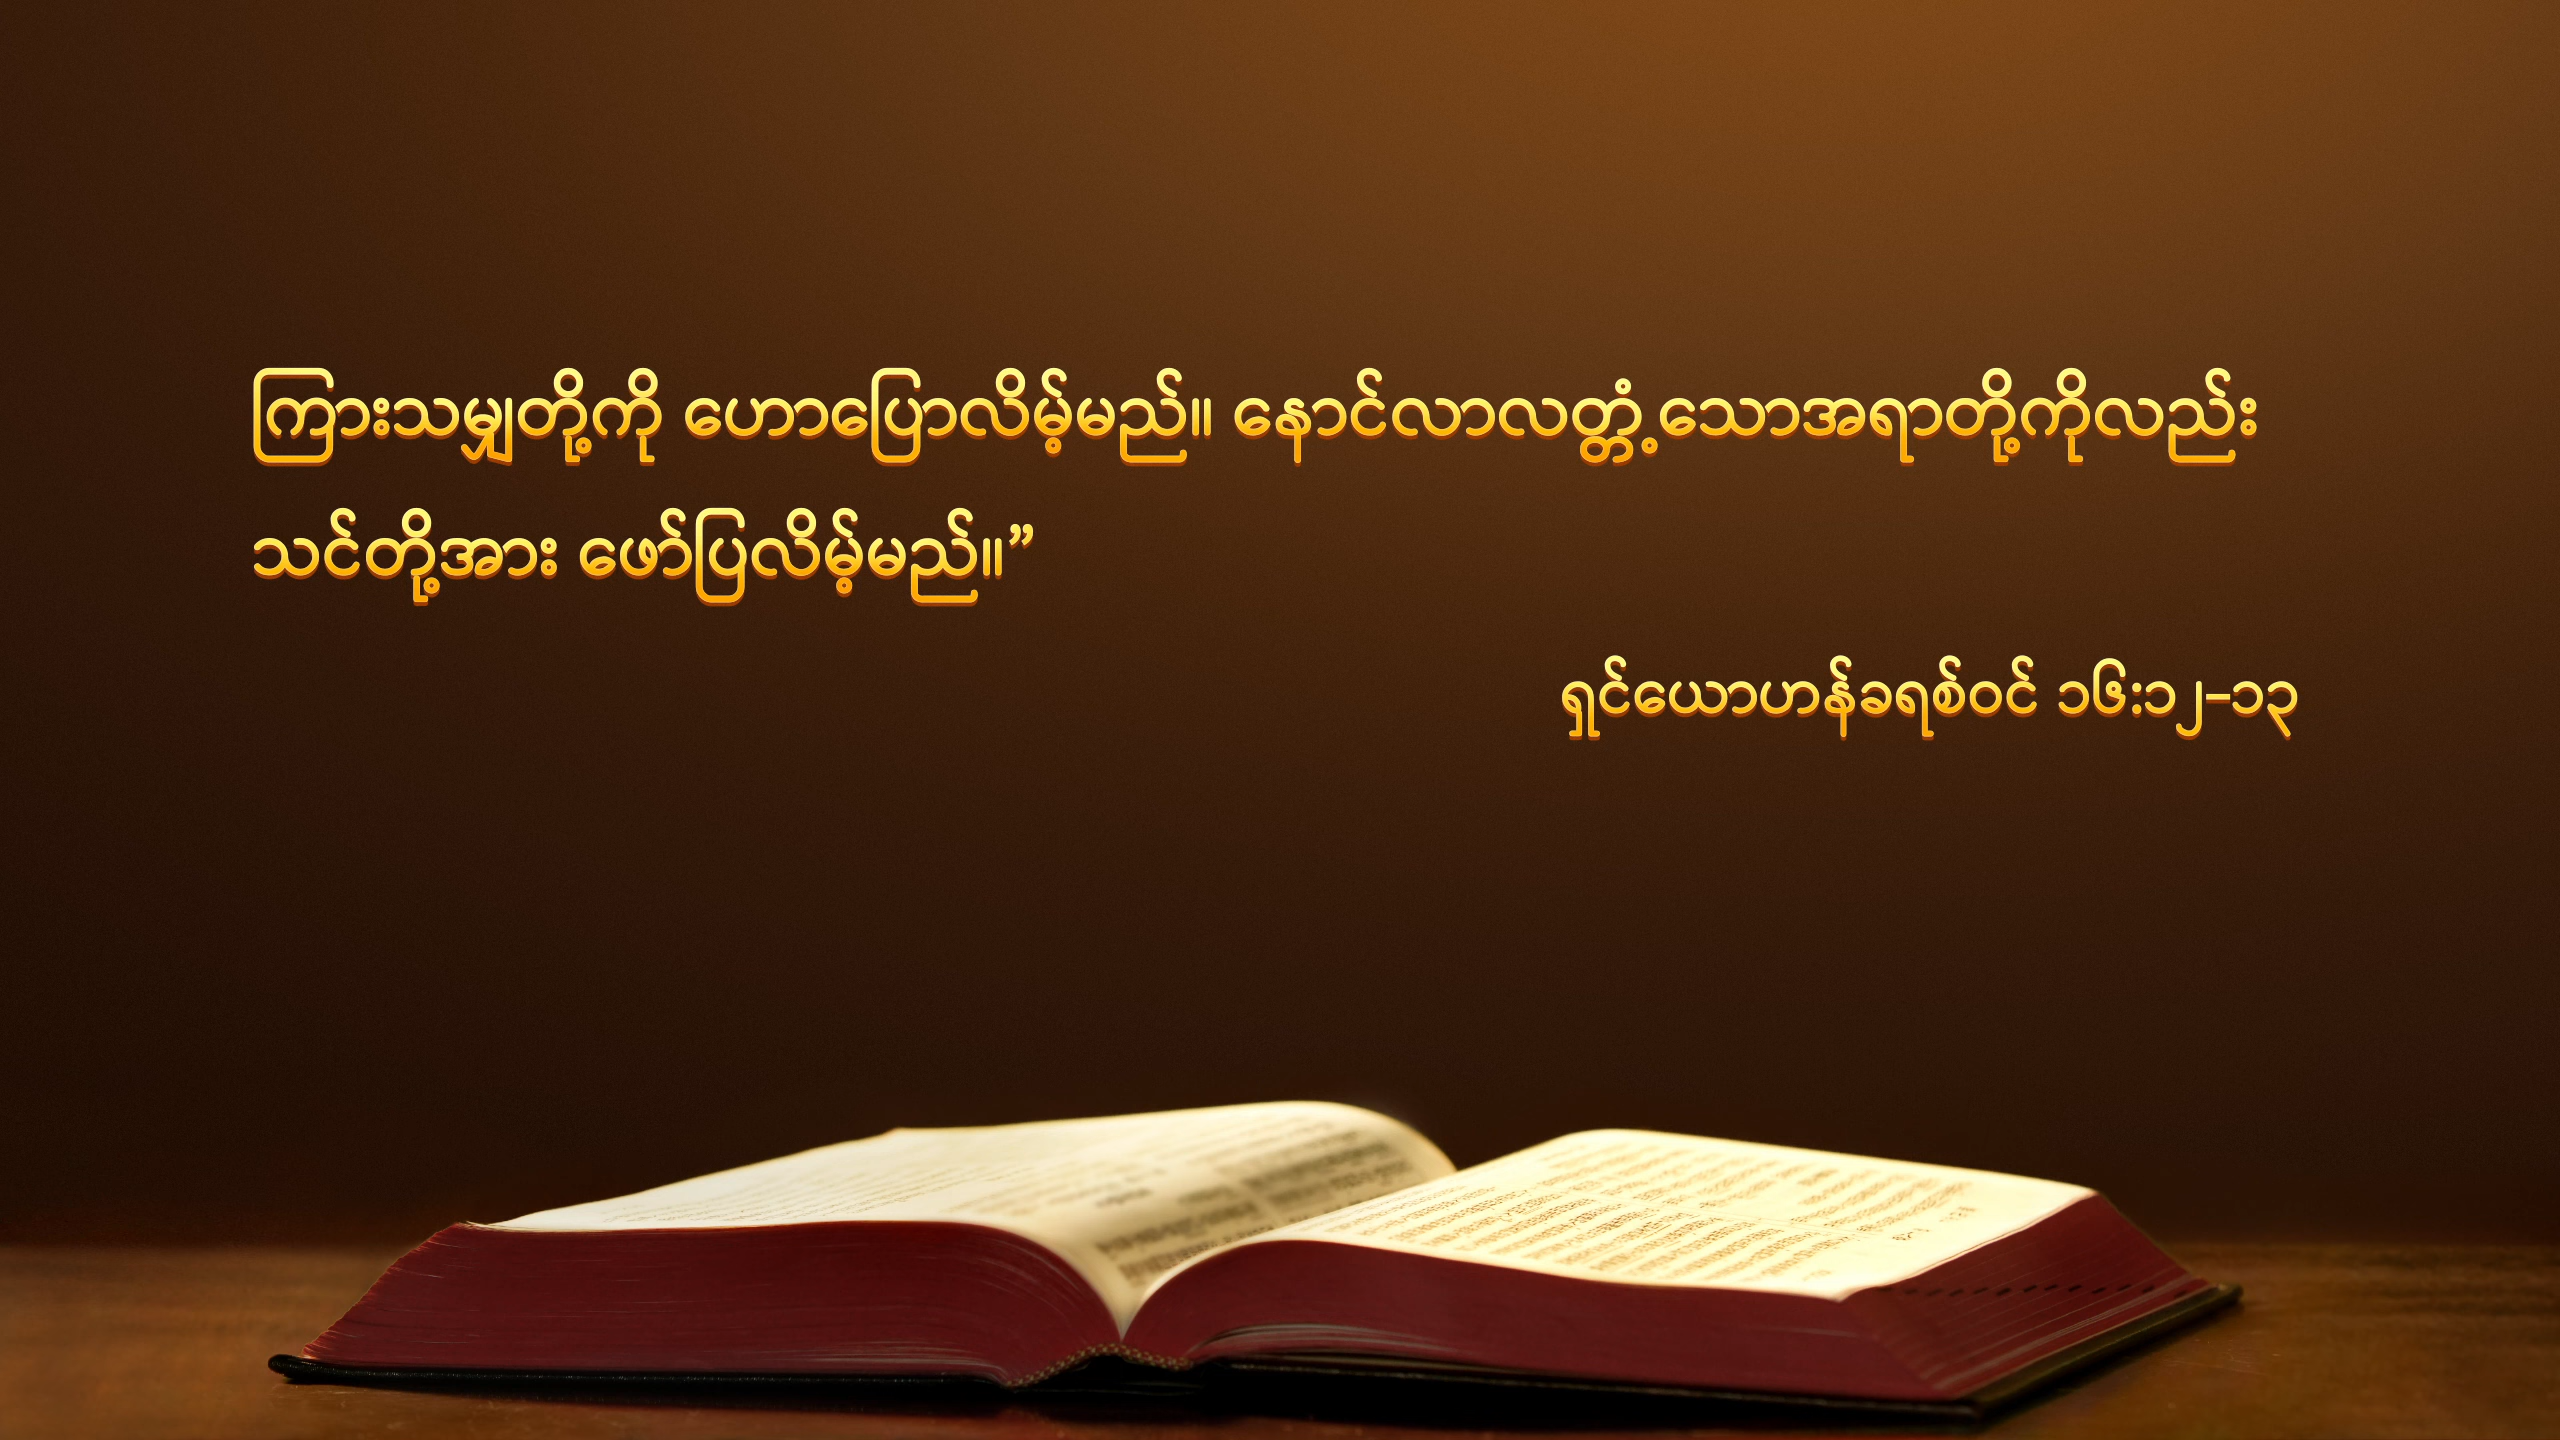 ကြားသမျှတို့ကို ဟောပြောလိမ့်မည်။ နောင်လာလတ္တံ့သောအရာတို့ကိုလည်း
သင်တို့အား ဖော်ပြလိမ့်မည်။”
ရှင်ယောဟန်ခရစ်ဝင် ၁၆:၁၂-၁၃